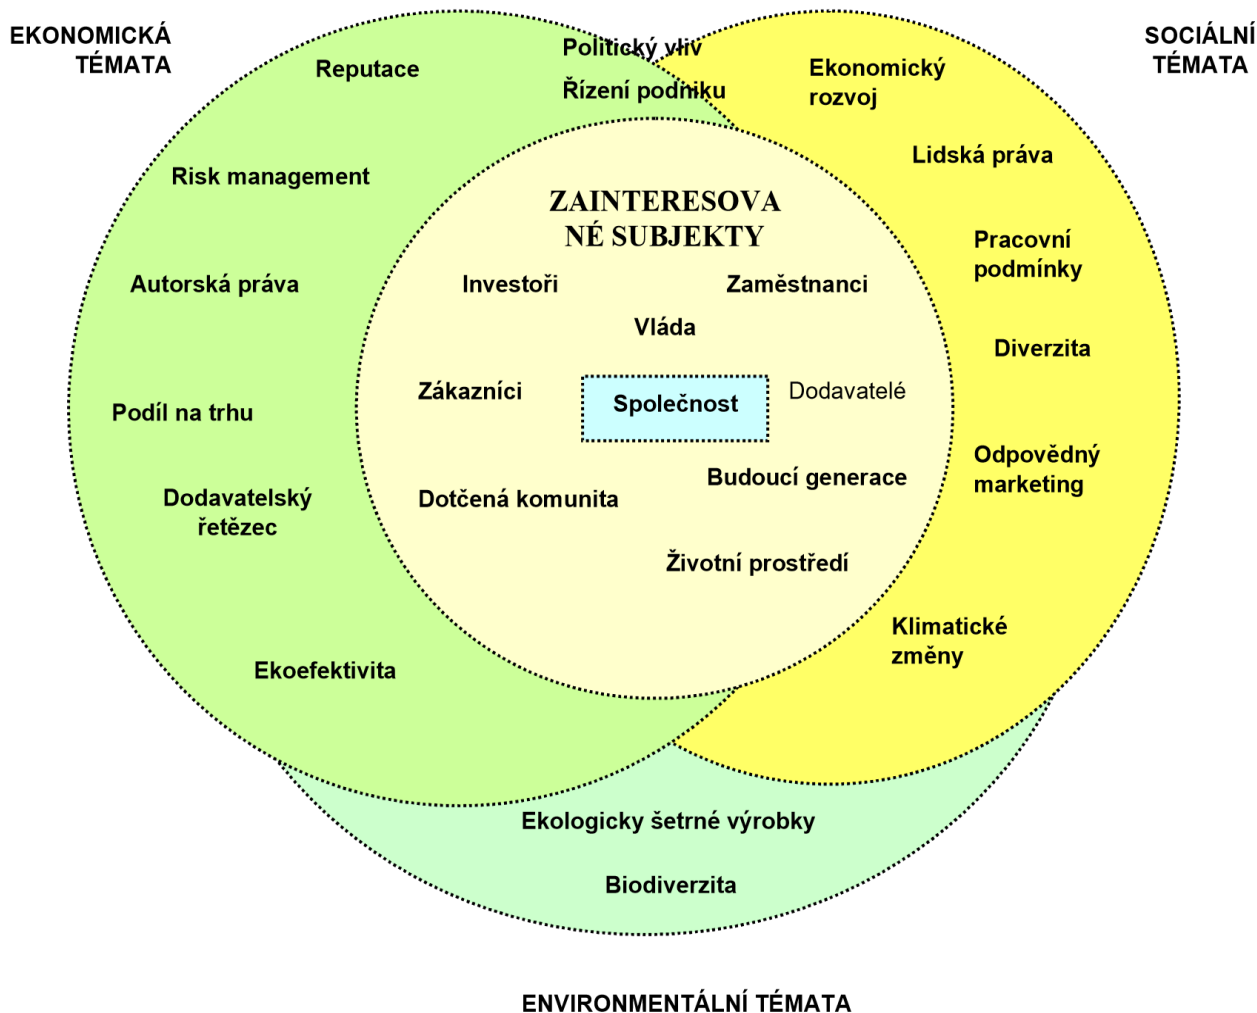 EKONOMICKÁ
TÉMATA
SOCIÁLNÍ
TÉMATA
Politický vliv
Řízení podniku
Reputace
Risk management
Autorská práva
Podíl na trhu
Dodavatelský
řetězec
Ekoefektivita
Ekonomický
rozvoj
Lidská práva
Pracovní
podmínky
Diverzita
Odpovědný
marketing
Klimatické
změny
ZAINTERESOVA
NÉ SUBJEKTY
Investoři
Zaměstnanci
Vláda
Zákazníci
Společnost
Dodavatelé
Budoucí generace
Dotčená komunita
Životní prostředí
Ekologicky šetrné výrobky
Biodiverzita
ENVIRONMENTÁLNÍ TÉMATA